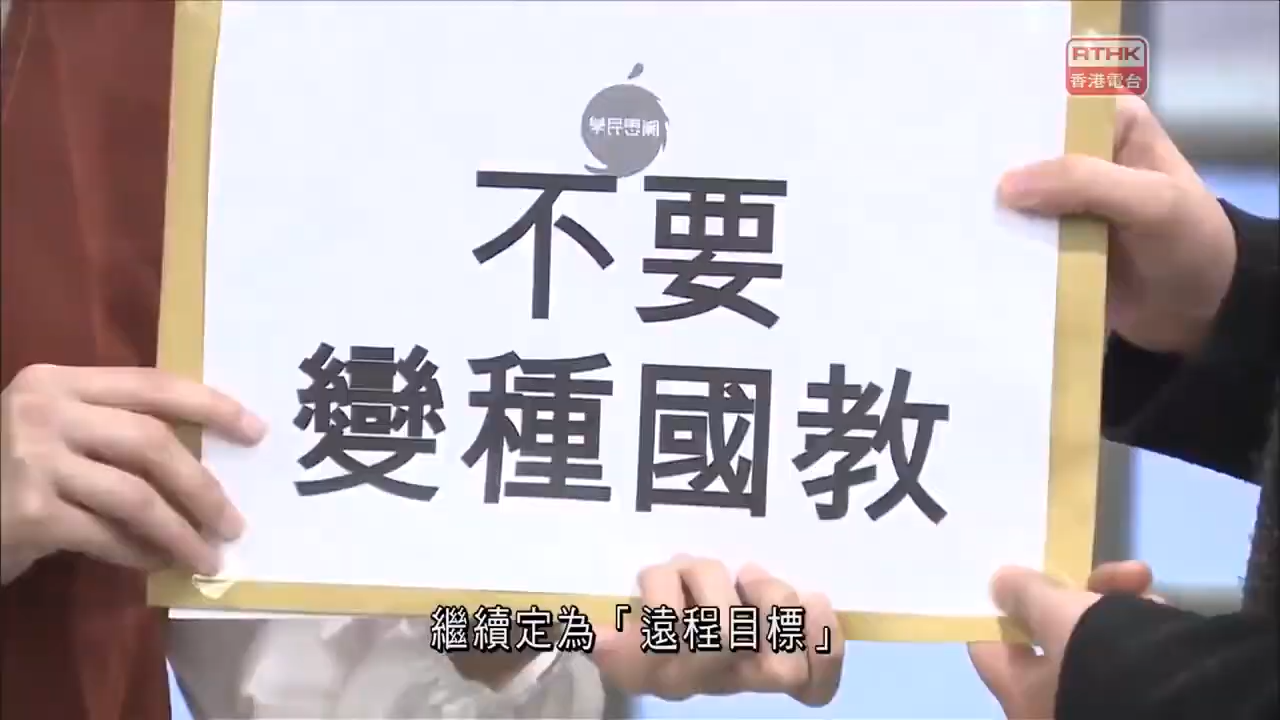 RTHK
香港電台
學民思潮
不要
變種國教
繼續定為「遠程目標」